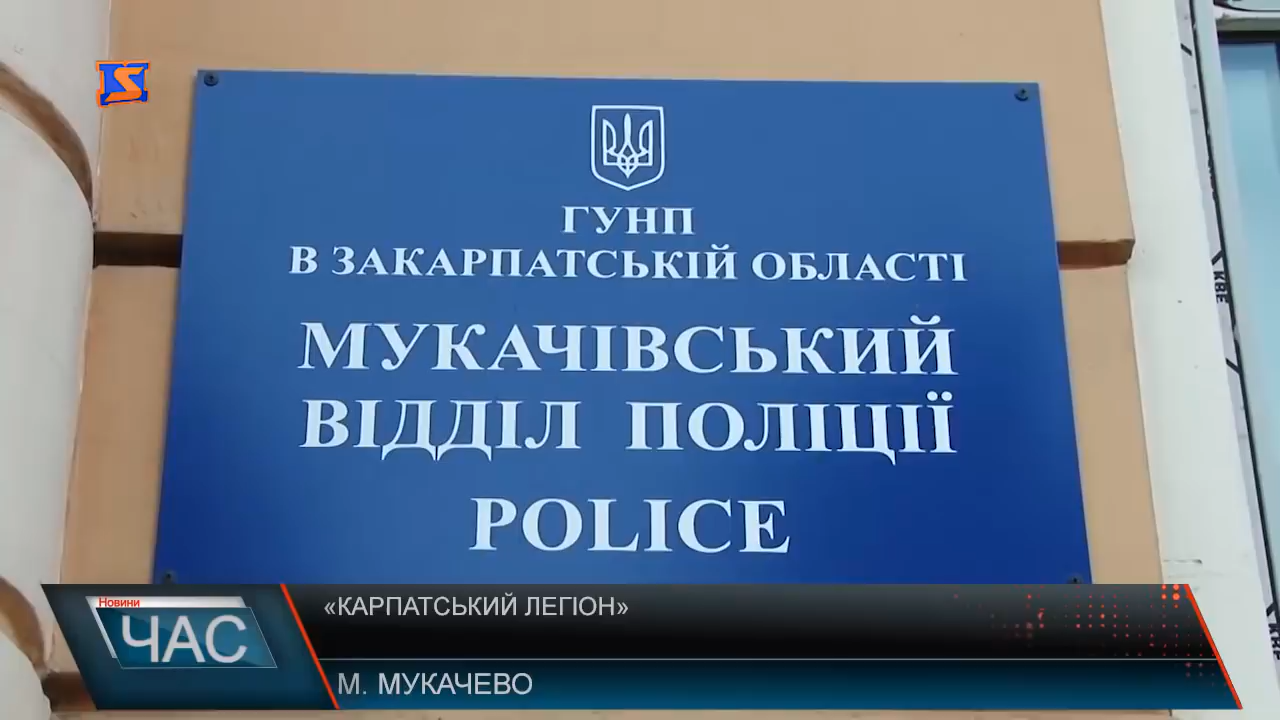 ГУНП
В ЗАКАРПАТСЬКІЙ ОБЛАСТІ
МУКАЧІВСЬКИЙ
ВІДДІЛ ПОЛІЦІЇ
POLICE
Новини
ЧАС
«КАРПАТСЬКИЙ ЛЕГІОН»
М. МУКАЧЕВО